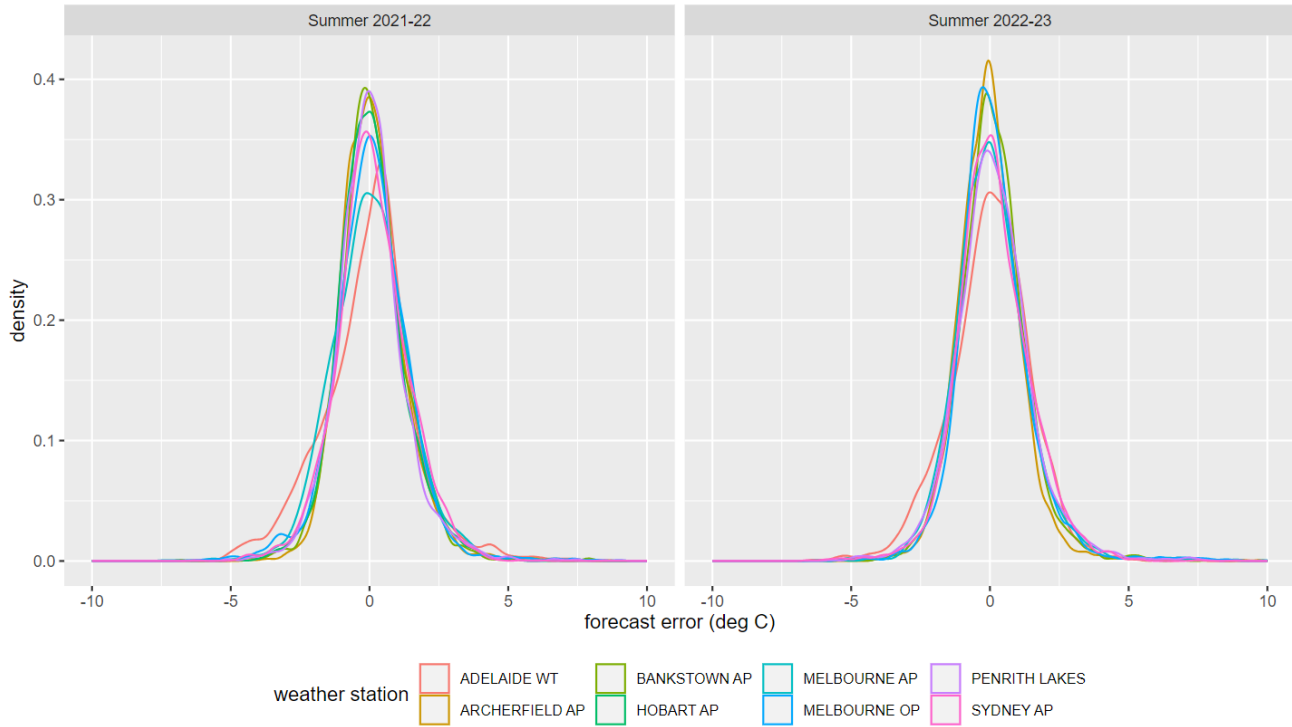 Summer 2021-22 Summer 2022-23
0.4
0.3
0.2
0.1
0.0
density
-10 -5 0 5 10 -10 -5 0 5 10
forecast error (deg C)
weather station
ADELAIDE WT BANKSTOWN AP MELBOURNE AP PENRITH LAKES
ARCHERFIELD AP HOBART AP MELBOURNE OP SYDNEY AP